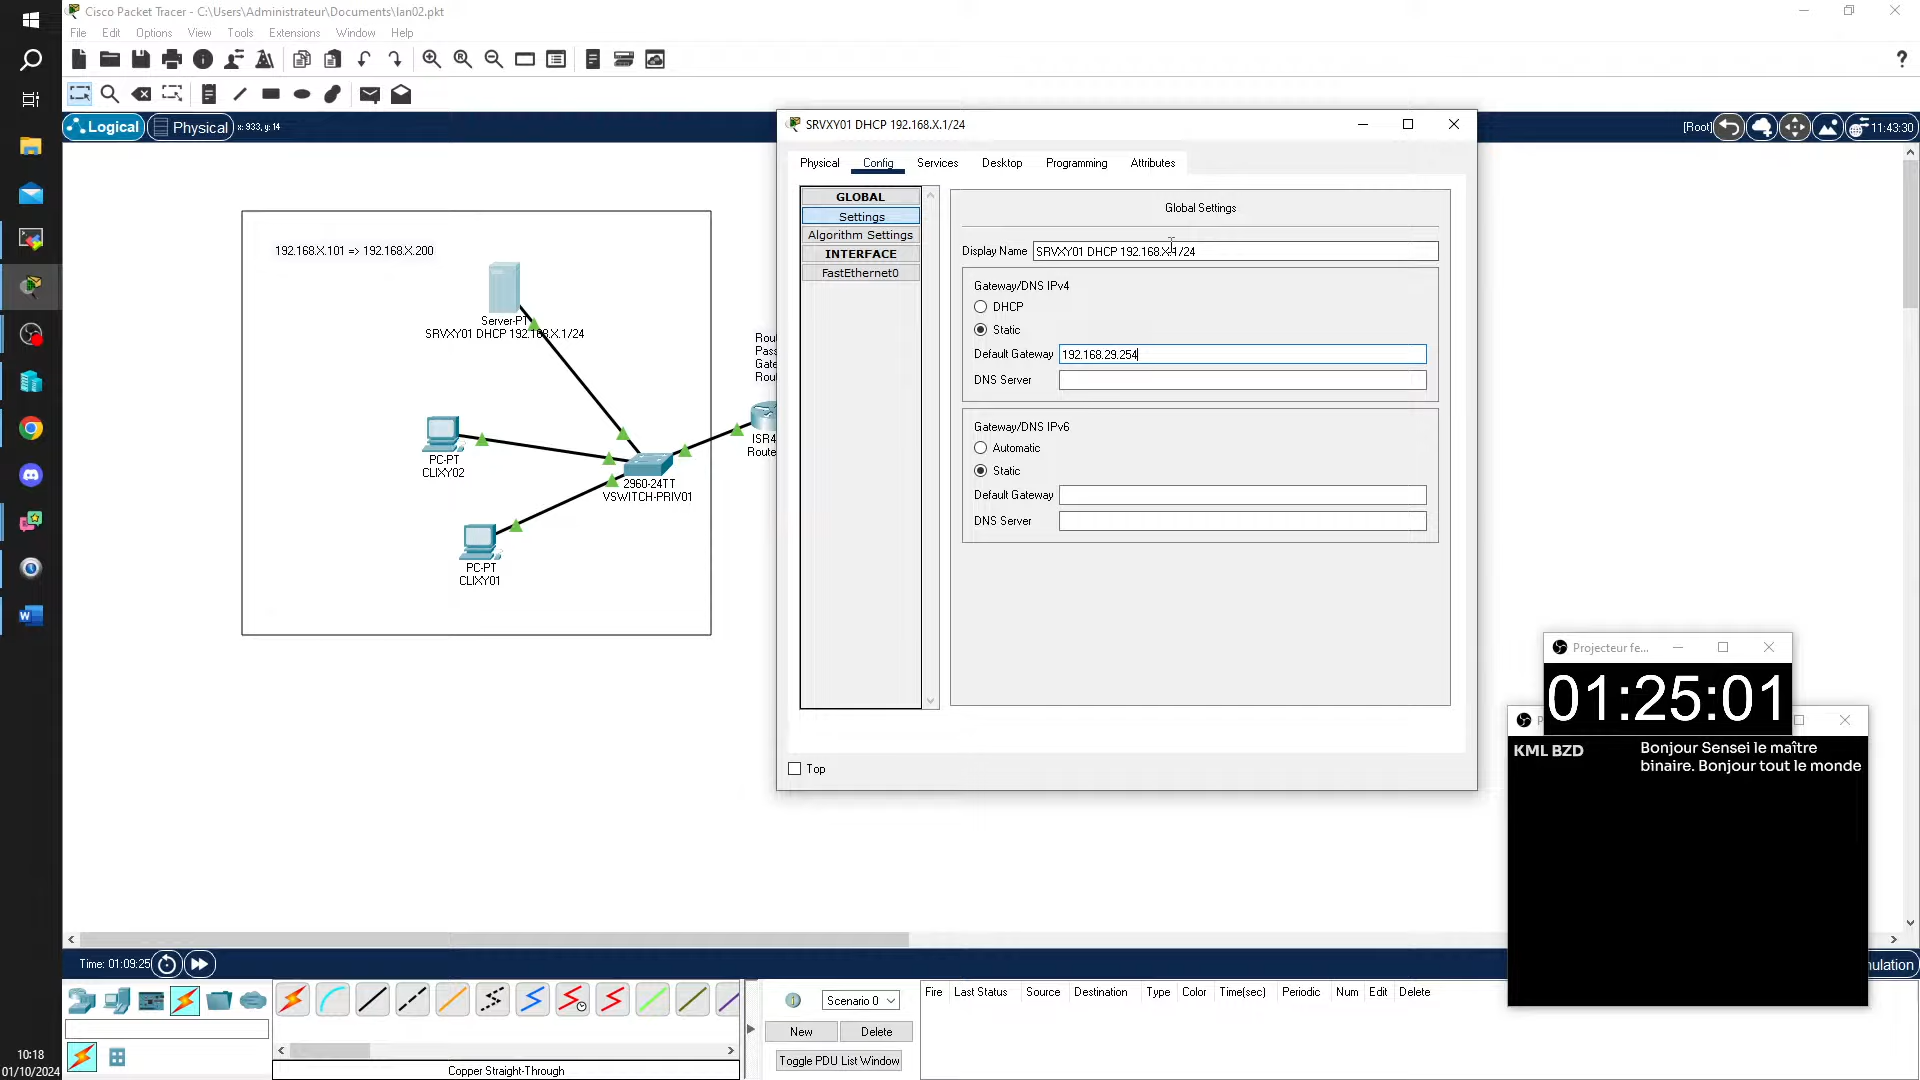 Cisco Packet Tracer - C:\Users\Administrateur\Documents\lan02.pkt
File Edit Options View Tools Extensions Window Help
?
Logical
Physical
x: 933, y: 14
[Root]
11:43:30
192.168.X.101 => 192.168.X.200
Server-PT
SRVXY01 DHCP 192.168.X.1/24
PC-PT
CLIXY02
2960-24TT
VSWITCH-PRIV01
PC-PT
CLIXY01
Rou
Pass
Gate
Rou
ISR4
Route
SRVXY01 DHCP 192.168.X.1/24
Physical Config Services Desktop Programming Attributes
GLOBAL
Settings
Algorithm Settings
INTERFACE
FastEthernet0
Global Settings
Display Name SRVXY01 DHCP 192.168.X.1/24
Gateway/DNS IPv4
DHCP
Static
Default Gateway 192.168.29.254
DNS Server
Gateway/DNS IPv6
Automatic
Static
Default Gateway
DNS Server
Top
Projecteur fe...
01:25:01
KML BZD
Bonjour Sensei le maître
binaire. Bonjour tout le monde
Time: 01:09:25
ulation
Scenario 0
New
Delete
Toggle PDU List Window
Fire Last Status Source Destination Type Color Time(sec) Periodic Num Edit Delete
Copper Straight-Through
10:18
01/10/2024